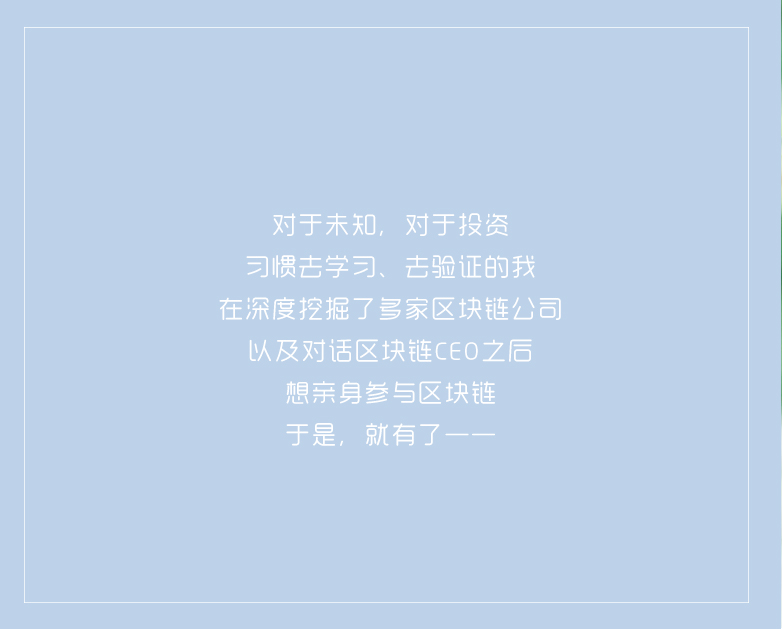 对于未知，对于投资
习惯去学习、去验证的我
在深度挖掘了多家区块链公司
以及对话区块链CEO之后
想亲身参与区块链
于是，就有了——